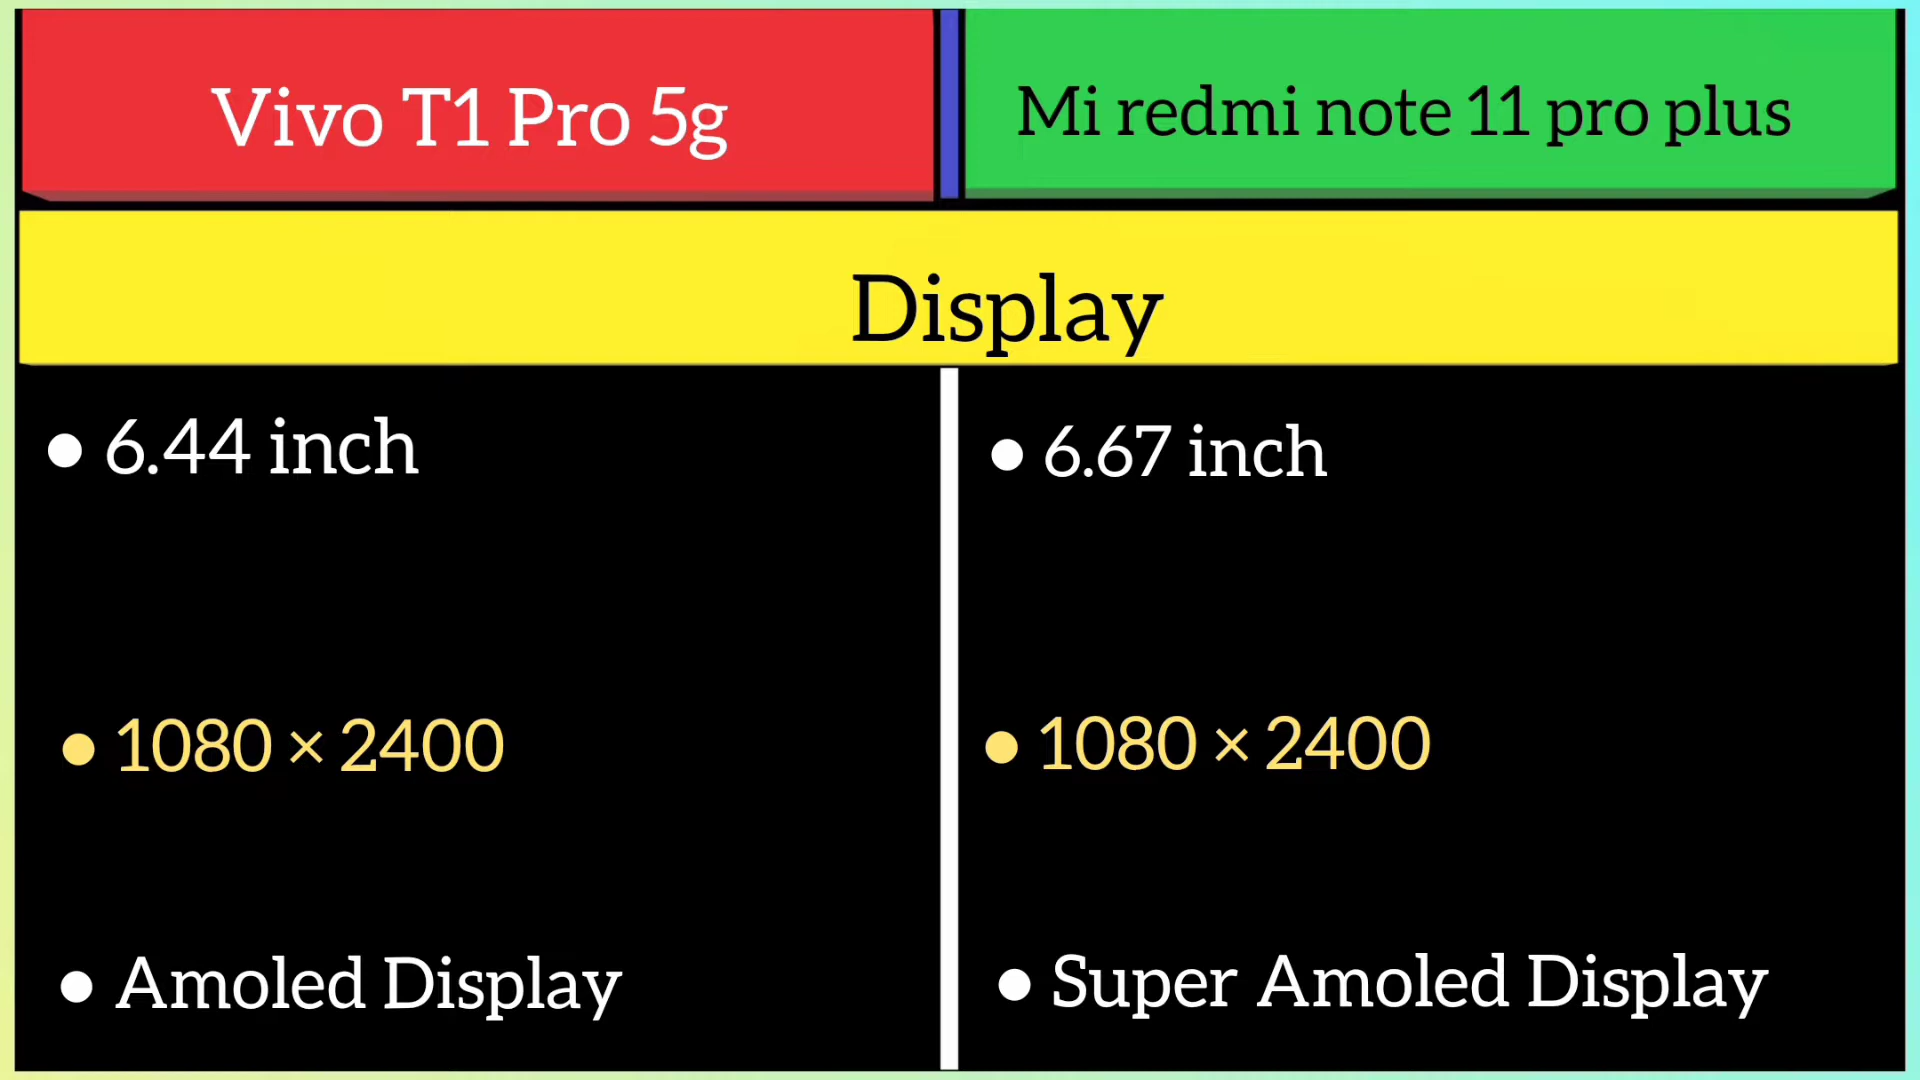 Vivo T1 Pro 5g
Mi redmi note 11 pro plus
Display
● 6.44 inch
● 6.67 inch
● 1080 × 2400
● 1080 × 2400
● Amoled Display
● Super Amoled Display